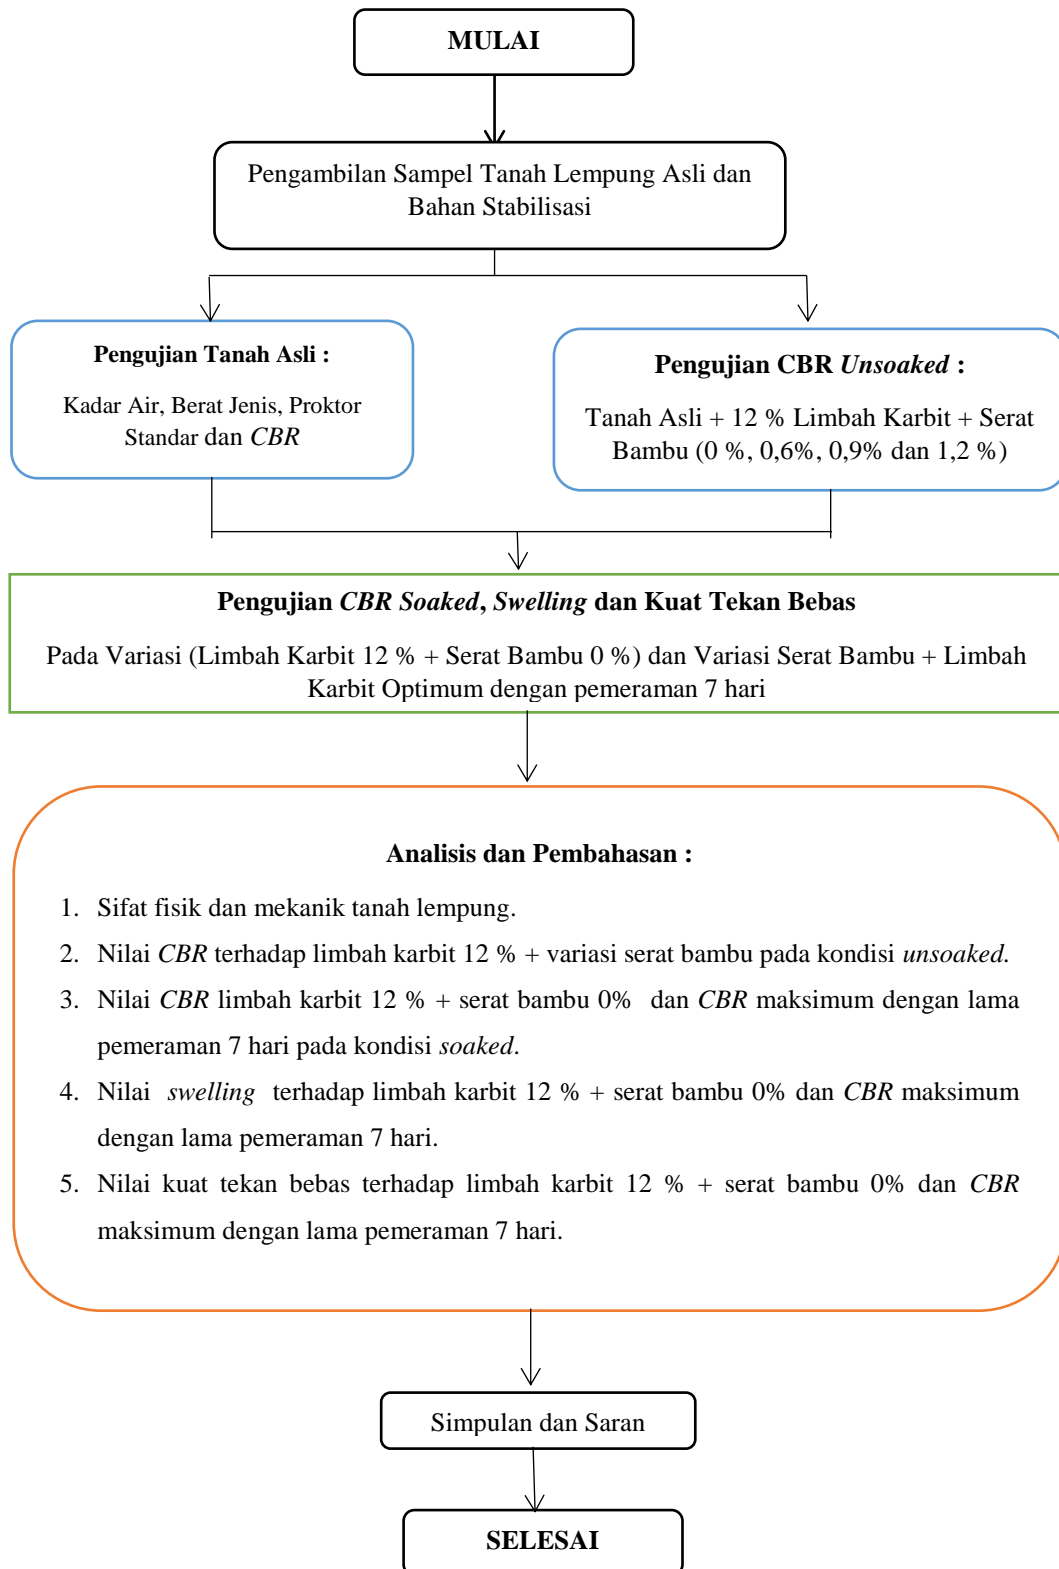 MULAI
Pengambilan Sampel Tanah Lempung Asli dan
Bahan Stabilisasi
Pengujian Tanah Asli :
Kadar Air, Berat Jenis, Proktor
Standar dan CBR
Pengujian CBR Unsoaked :
Tanah Asli + 12 % Limbah Karbit + Serat
Bambu (0 %, 0,6%, 0,9% dan 1,2 %)
Pengujian CBR Soaked, Swelling dan Kuat Tekan Bebas
Pada Variasi (Limbah Karbit 12 % + Serat Bambu 0 %) dan Variasi Serat Bambu + Limbah
Karbit Optimum dengan pemeraman 7 hari
Analisis dan Pembahasan :
1. Sifat fisik dan mekanik tanah lempung.
2. Nilai CBR terhadap limbah karbit 12 % + variasi serat bambu pada kondisi unsoaked.
3. Nilai CBR limbah karbit 12 % + serat bambu 0% dan CBR maksimum dengan lama
pemeraman 7 hari pada kondisi soaked.
4. Nilai swelling terhadap limbah karbit 12 % + serat bambu 0% dan CBR maksimum
dengan lama pemeraman 7 hari.
5. Nilai kuat tekan bebas terhadap limbah karbit 12 % + serat bambu 0% dan CBR
maksimum dengan lama pemeraman 7 hari.
Simpulan dan Saran
SELESAI